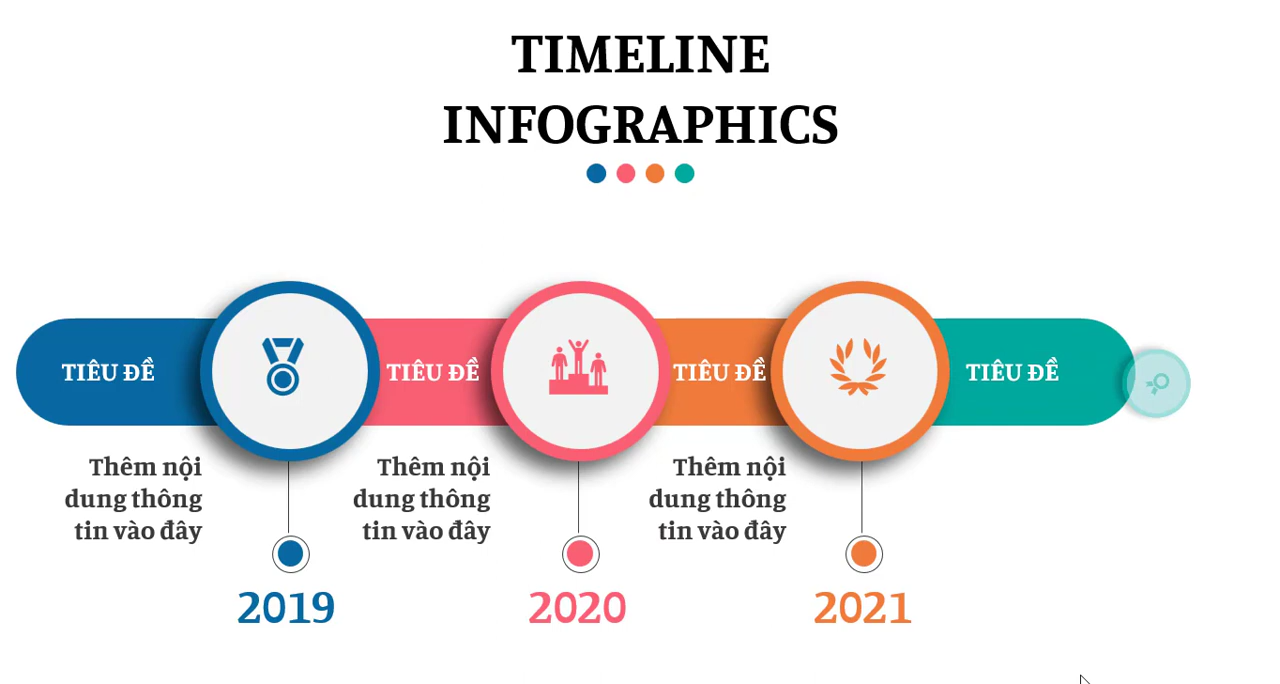 TIMELINE
INFOGRAPHICS
TIÊU ĐỀ
TIÊU ĐỀ
TIÊU ĐỀ
TIÊU ĐỀ
Thêm nội
dung thông
tin vào đây
Thêm nội
dung thông
tin vào đây
Thêm nội
dung thông
tin vào đây
2019
2020
2021